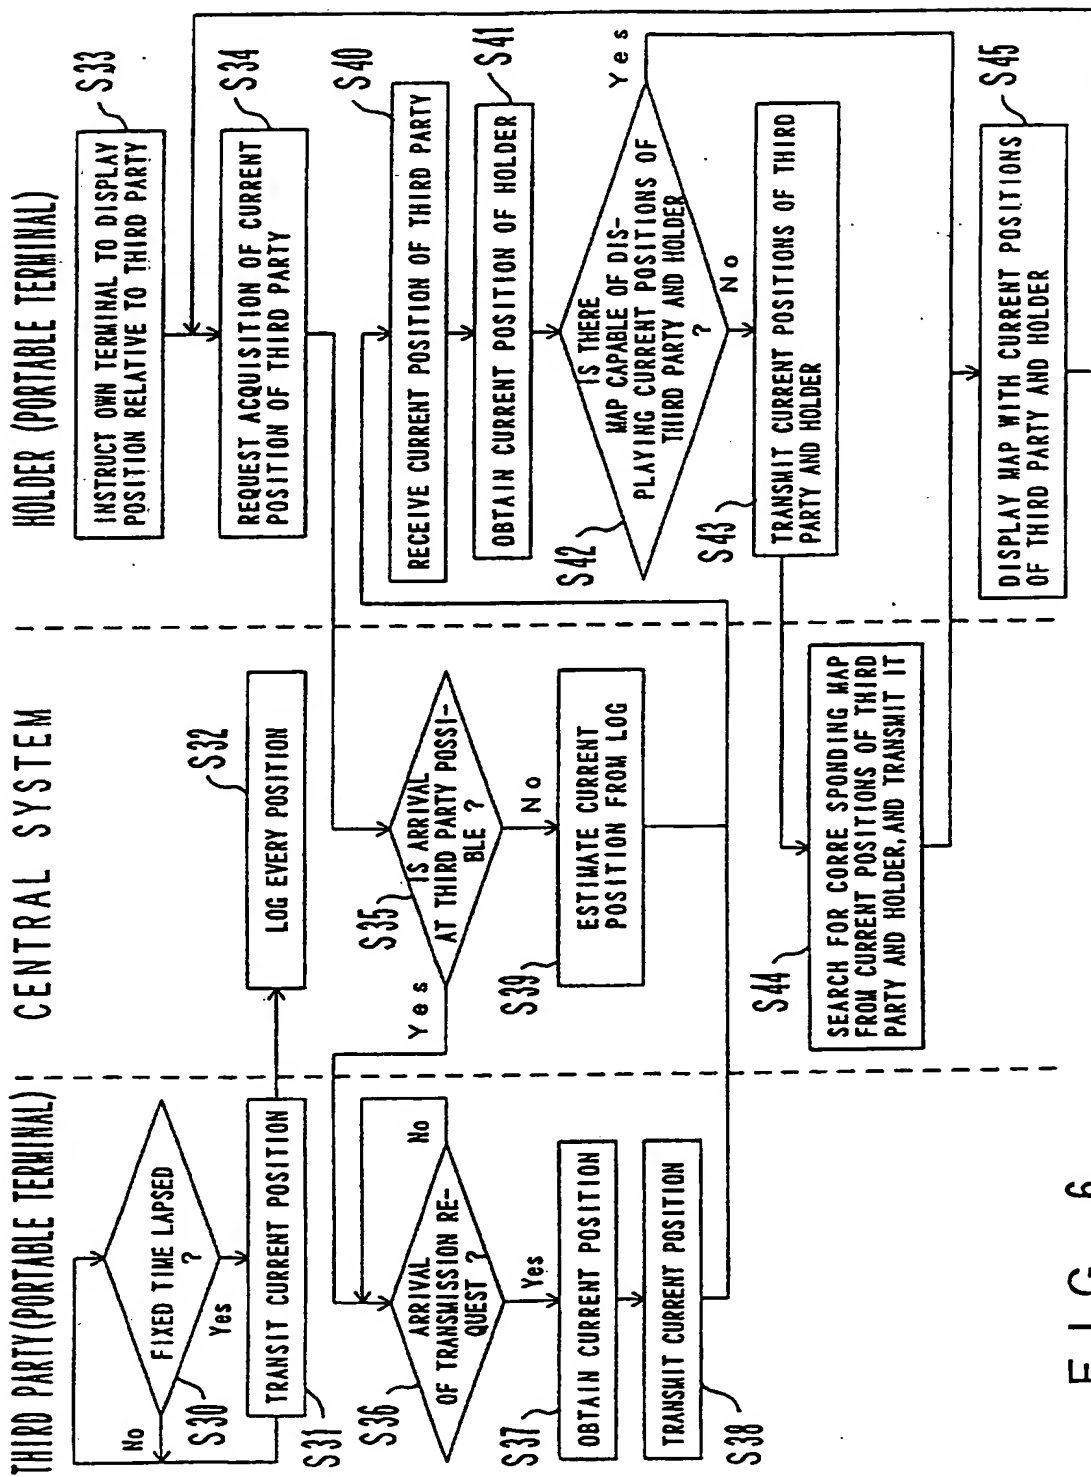 THIRD PARTY(PORTABLE TERMINAL)
FIXED TIME LAPSED
?
No
Yes
S30
TRANSIT CURRENT POSITION
S31
ARRIVAL
OF TRANSMISSION RE-
QUEST ?
No
Yes
S36
OBTAIN CURRENT POSITION
S37
TRANSMIT CURRENT POSITION
S38
CENTRAL SYSTEM
LOG EVERY POSITION
S32
IS ARRIVAL
AT THIRD PARTY POSSI-
BLE ?
S35
Yes
No
ESTIMATE CURRENT
POSITION FROM LOG
S39
S44
SEARCH FOR CORRE SPONDING MAP
FROM CURRENT POSITIONS OF THIRD
PARTY AND HOLDER, AND TRANSMIT IT
HOLDER (PORTABLE TERMINAL)
S33
INSTRUCT OWN TERMINAL TO DISPLAY
POSITION RELATIVE TO THIRD PARTY
S34
REQUEST ACQUISITION OF CURRENT
POSITION OF THIRD PARTY
S40
RECEIVE CURRENT POSITION OF THIRD PARTY
S41
OBTAIN CURRENT POSITION OF HOLDER
S42
IS THERE
MAP CAPABLE OF DIS-
PLAYING CURRENT POSITIONS OF
THIRD PARTY AND HOLDER
?
Yes
No
S43
TRANSMIT CURRENT POSITIONS OF THIRD
PARTY AND HOLDER
S45
DISPLAY MAP WITH CURRENT POSITIONS
OF THIRD PARTY AND HOLDER
FIG. 6